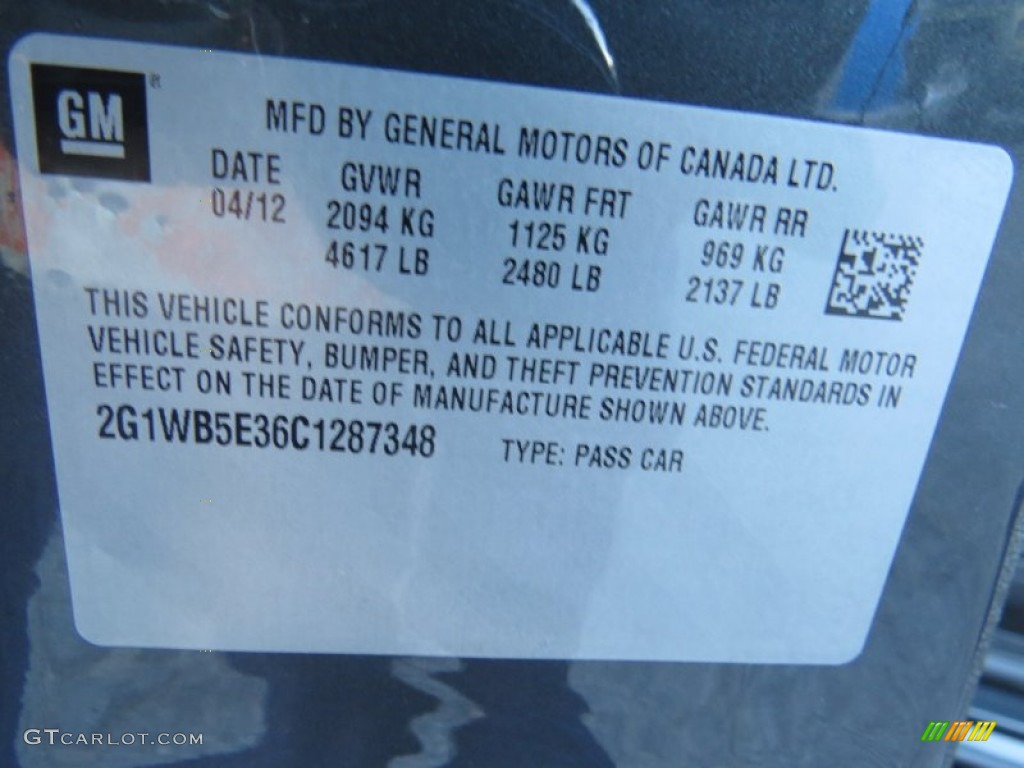 GM
MFD BY GENERAL MOTORS OF CANADA LTD.
DATE GVWR GAWR FRT GAWR RR
04/12 2094 KG 1125 KG 969 KG
4617 LB 2480 LB 2137 LB
THIS VEHICLE CONFORMS TO ALL APPLICABLE U.S. FEDERAL MOTOR
VEHICLE SAFETY, BUMPER, AND THEFT PREVENTION STANDARDS IN
EFFECT ON THE DATE OF MANUFACTURE SHOWN ABOVE.
2G1WB5E36C1287348 TYPE: PASS CAR
GTCARLOT.COM